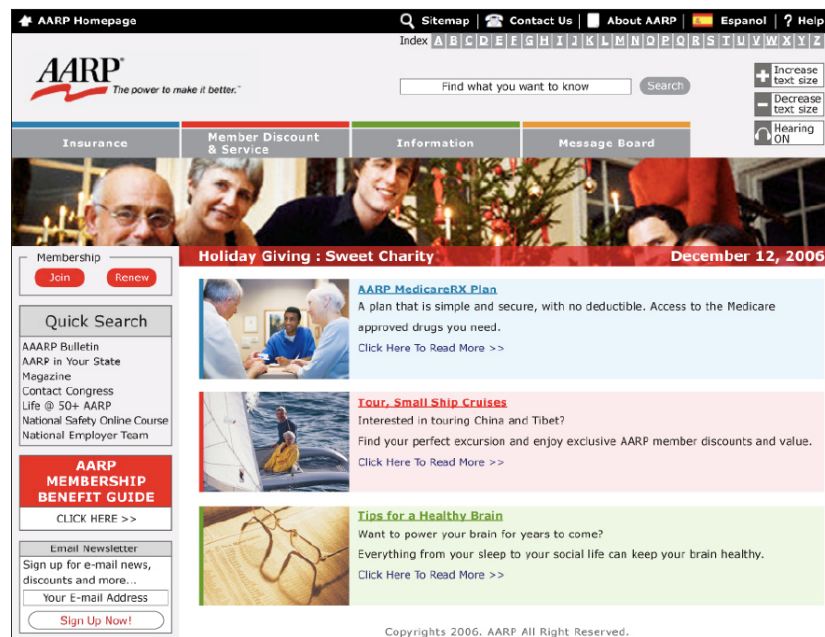 AARP Homepage
Sitemap | Contact Us | About AARP | Espanol | ? Help
Index A B C D E F G H I J K L M N O P Q R S T U V W X Y Z
AARP®
The power to make it better.™
Find what you want to know
Search
Increase
text size
Decrease
text size
Hearing
ON
Insurance
Member Discount
& Service
Information
Message Board
Holiday Giving : Sweet Charity
December 12, 2006
Membership
Join
Renew
Quick Search
AAARP Bulletin
AARP in Your State
Magazine
Contact Congress
Life @ 50+ AARP
National Safety Online Course
National Employer Team
AARP
MEMBERSHIP
BENEFIT GUIDE
CLICK HERE >>
Email Newsletter
Sign up for e-mail news,
discounts and more...
Your E-mail Address
Sign Up Now!
AARP MedicareRX Plan
A plan that is simple and secure, with no deductible. Access to the Medicare
approved drugs you need.
Click Here To Read More >>
Tour, Small Ship Cruises
Interested in touring China and Tibet?
Find your perfect excursion and enjoy exclusive AARP member discounts and value.
Click Here To Read More >>
Tips for a Healthy Brain
Want to power your brain for years to come?
Everything from your sleep to your social life can keep your brain healthy.
Click Here To Read More >>
Copyrights 2006. AARP All Right Reserved.